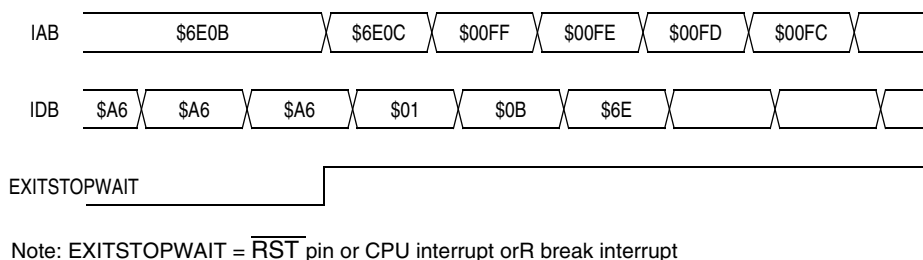 IAB $6E0B $6E0C $00FF $00FE $00FD $00FC
IDB $A6 $A6 $A6 $01 $0B $6E
EXITSTOPWAIT
Note: EXITSTOPWAIT = RST pin or CPU interrupt orR break interrupt